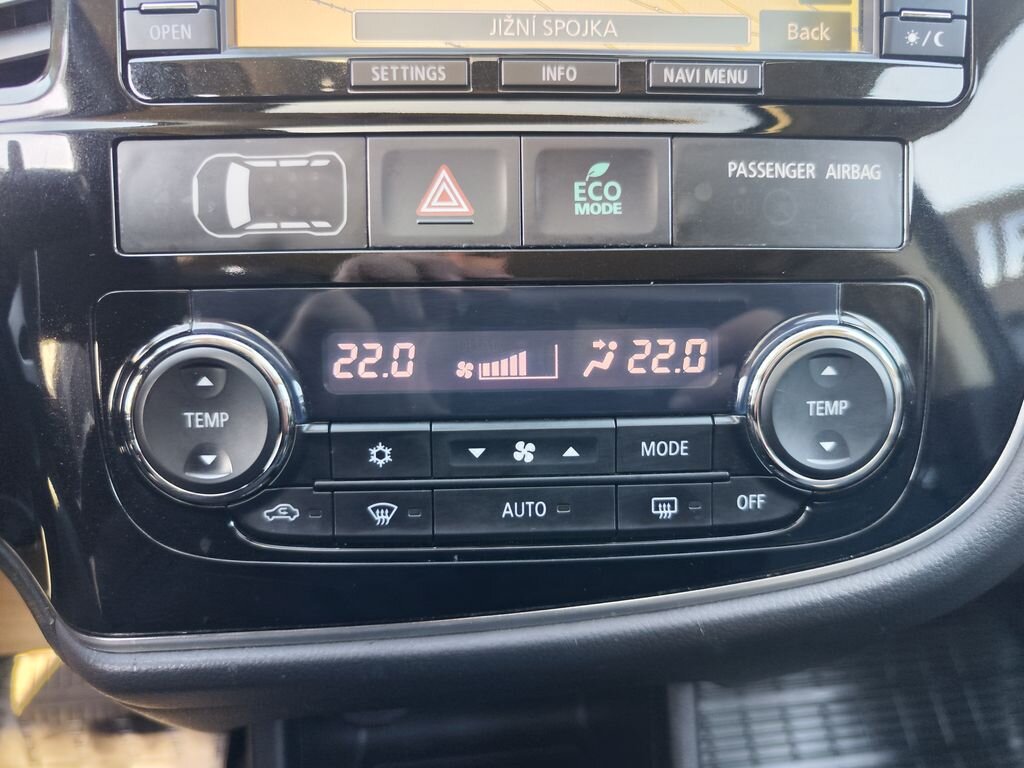 OPEN
JIŽNÍ SPOJKA
Back
SETTINGS
INFO
NAVI MENU
ECO
MODE
PASSENGER AIRBAG
22.0
22.0
TEMP
TEMP
MODE
AUTO
OFF